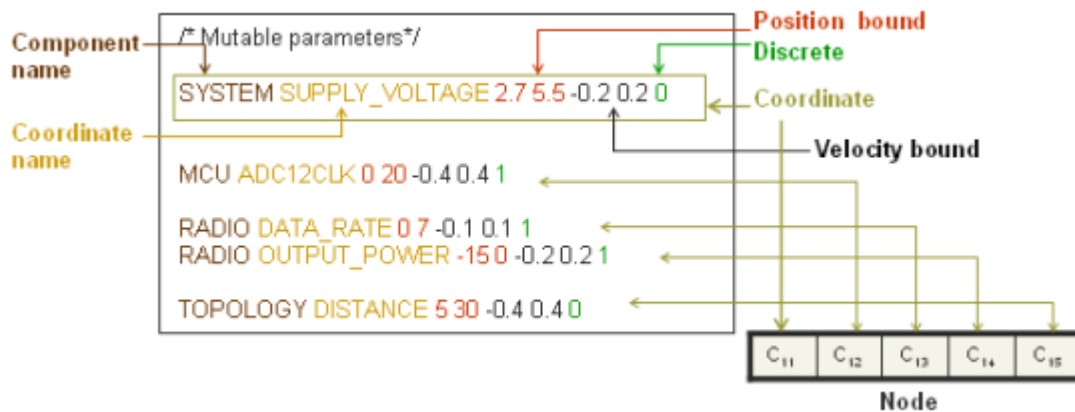 Position bound
Component name
/* Mutable parameters*/
Discrete
SYSTEM SUPPLY_VOLTAGE 2.7 5.5 -0.2 0.2 0
Coordinate
Coordinate name
Velocity bound
MCU ADC12CLK 0 20 -0.4 0.4 1
RADIO DATA_RATE 0 7 -0.1 0.1 1
RADIO OUTPUT_POWER -15 0 -0.2 0.2 1
TOPOLOGY DISTANCE 5 30 -0.4 0.4 0
C11 C12 C13 C14 C15
Node